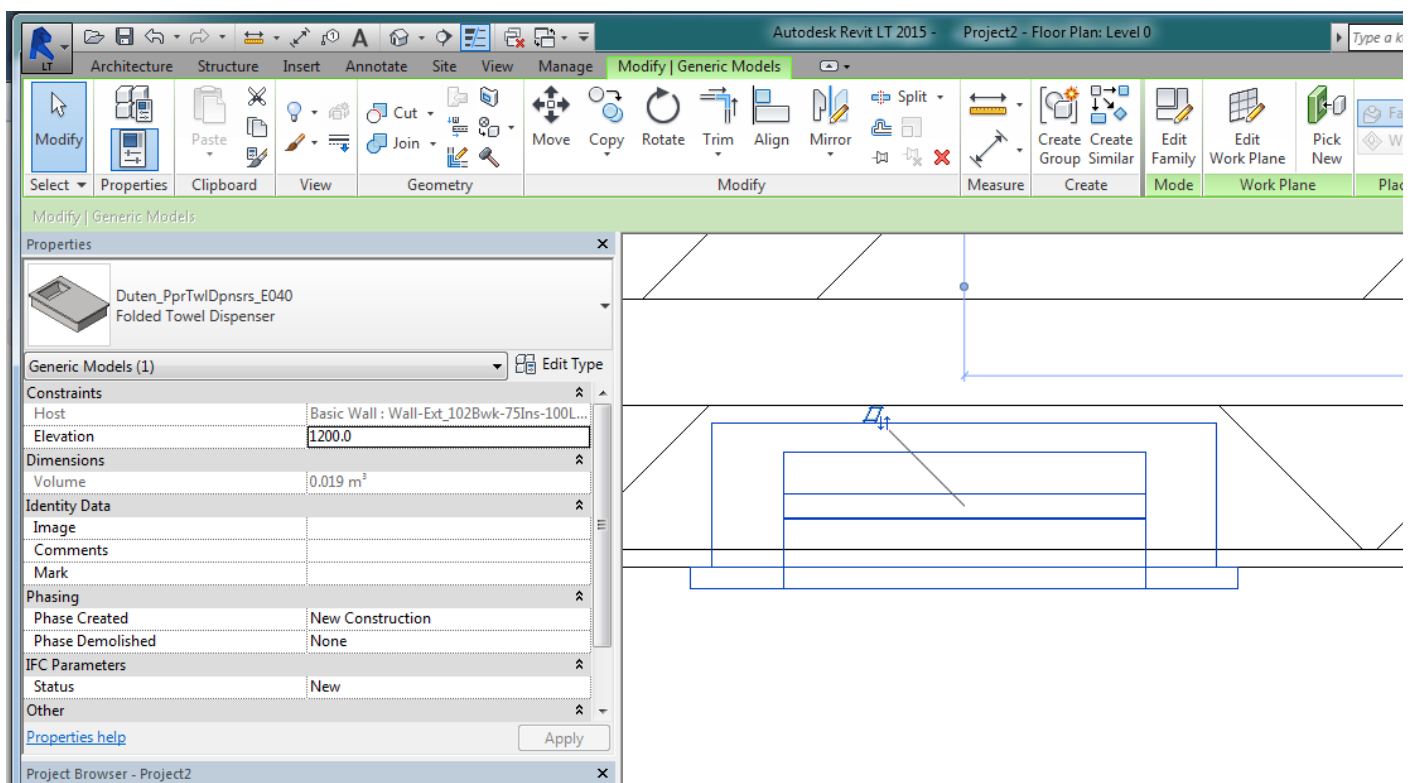 Autodesk Revit LT 2015 - Project2 - Floor Plan: Level 0
Type a k
LT
Architecture Structure Insert Annotate Site View Manage Modify | Generic Models
Modify
Paste
Cut
Join
Move Copy Rotate Trim Align Mirror
Split
Create Group
Create Similar
Edit Family
Edit Work Plane
Pick New
Fa
W
Select Properties Clipboard View Geometry Modify Measure Create Mode Work Plane Plac
Modify | Generic Models
Properties
Duten_PprTwlDpnsrs_E040
Folded Towel Dispenser
Generic Models (1) Edit Type
Constraints
Host Basic Wall : Wall-Ext_102Bwk-75Ins-100L...
Elevation 1200.0
Dimensions
Volume 0.019 m³
Identity Data
Image
Comments
Mark
Phasing
Phase Created New Construction
Phase Demolished None
IFC Parameters
Status New
Other
Properties help Apply
Project Browser - Project2